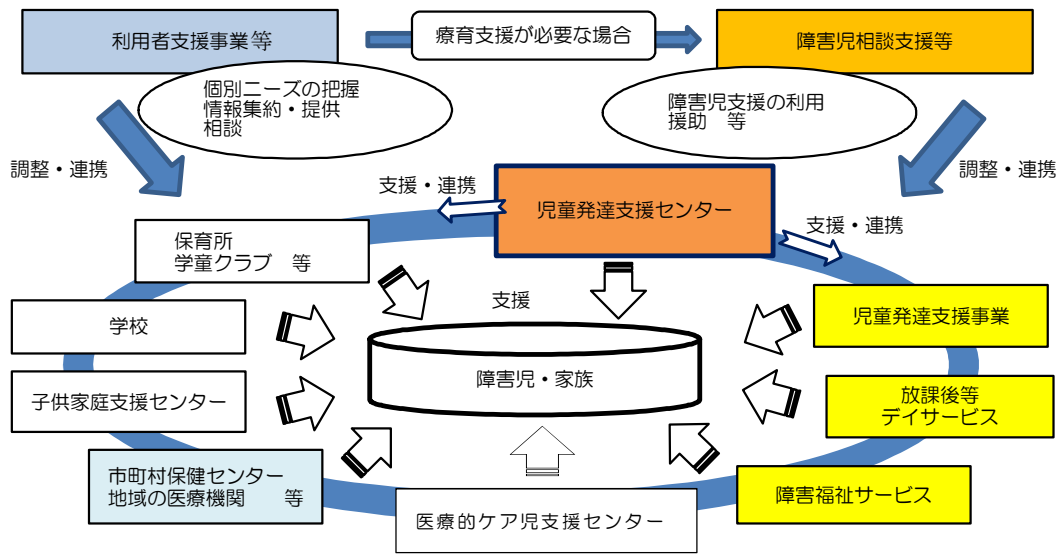 利用者支援事業等
療育支援が必要な場合
障害児相談支援等
個別ニーズの把握
情報集約・提供
相談
障害児支援の利用
援助　等
調整・連携
調整・連携
支援・連携
児童発達支援センター
支援・連携
保育所
学童クラブ　等
支援
学校
児童発達支援事業
障害児・家族
子供家庭支援センター
放課後等
デイサービス
市町村保健センター
地域の医療機関　　等
医療的ケア児支援センター
障害福祉サービス